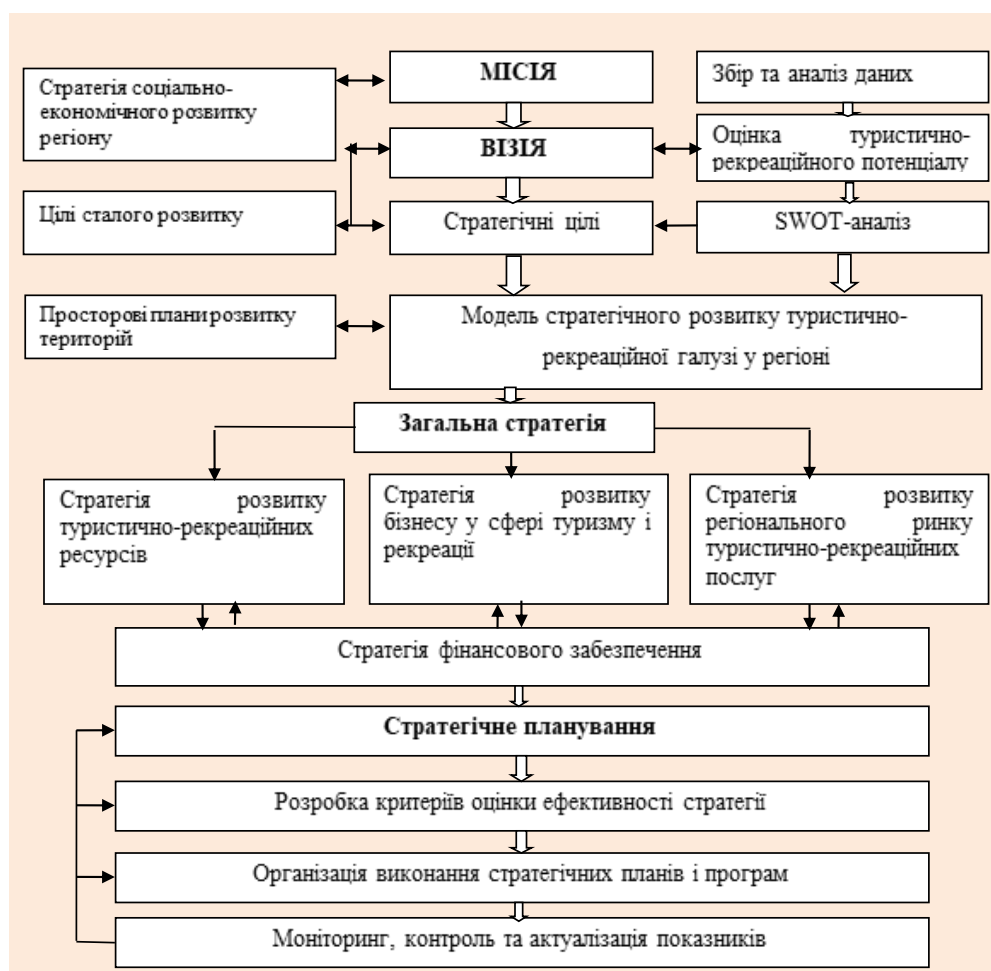 МІСІЯ
Збір та аналіз даних
Стратегія соціально-
економічного розвитку
регіону
ВІЗІЯ
Оцінка туристично-
рекреаційного потенціалу
Цілі сталого розвитку
Стратегічні цілі
SWOT-аналіз
Просторові плани розвитку
територій
Модель стратегічного розвитку туристично-
рекреаційної галузі у регіоні
Загальна стратегія
Стратегія розвитку
туристично-рекреаційних
ресурсів
Стратегія розвитку
бізнесу у сфері туризму і
рекреації
Стратегія розвитку
регіонального ринку
туристично-рекреаційних
послуг
Стратегія фінансового забезпечення
Стратегічне планування
Розробка критеріїв оцінки ефективності стратегії
Організація виконання стратегічних планів і програм
Моніторинг, контроль та актуалізація показників